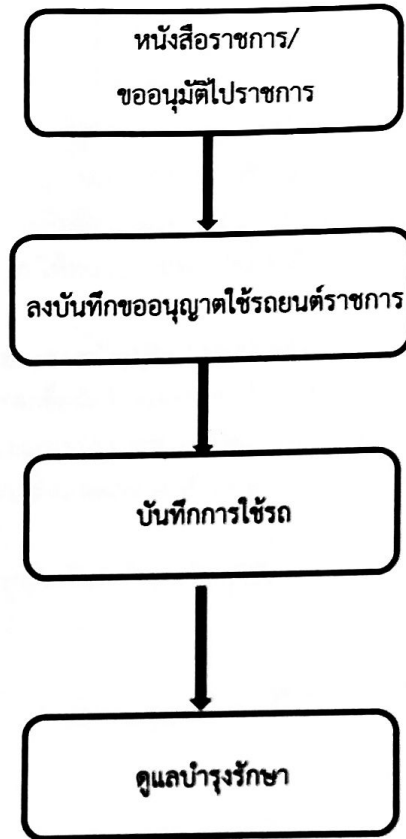 หนังสือราชการ/
ขออนุมัติไปราชการ
ลงบันทึกขออนุญาตใช้รถยนต์ราชการ
บันทึกการใช้รถ
ดูแลบำรุงรักษา